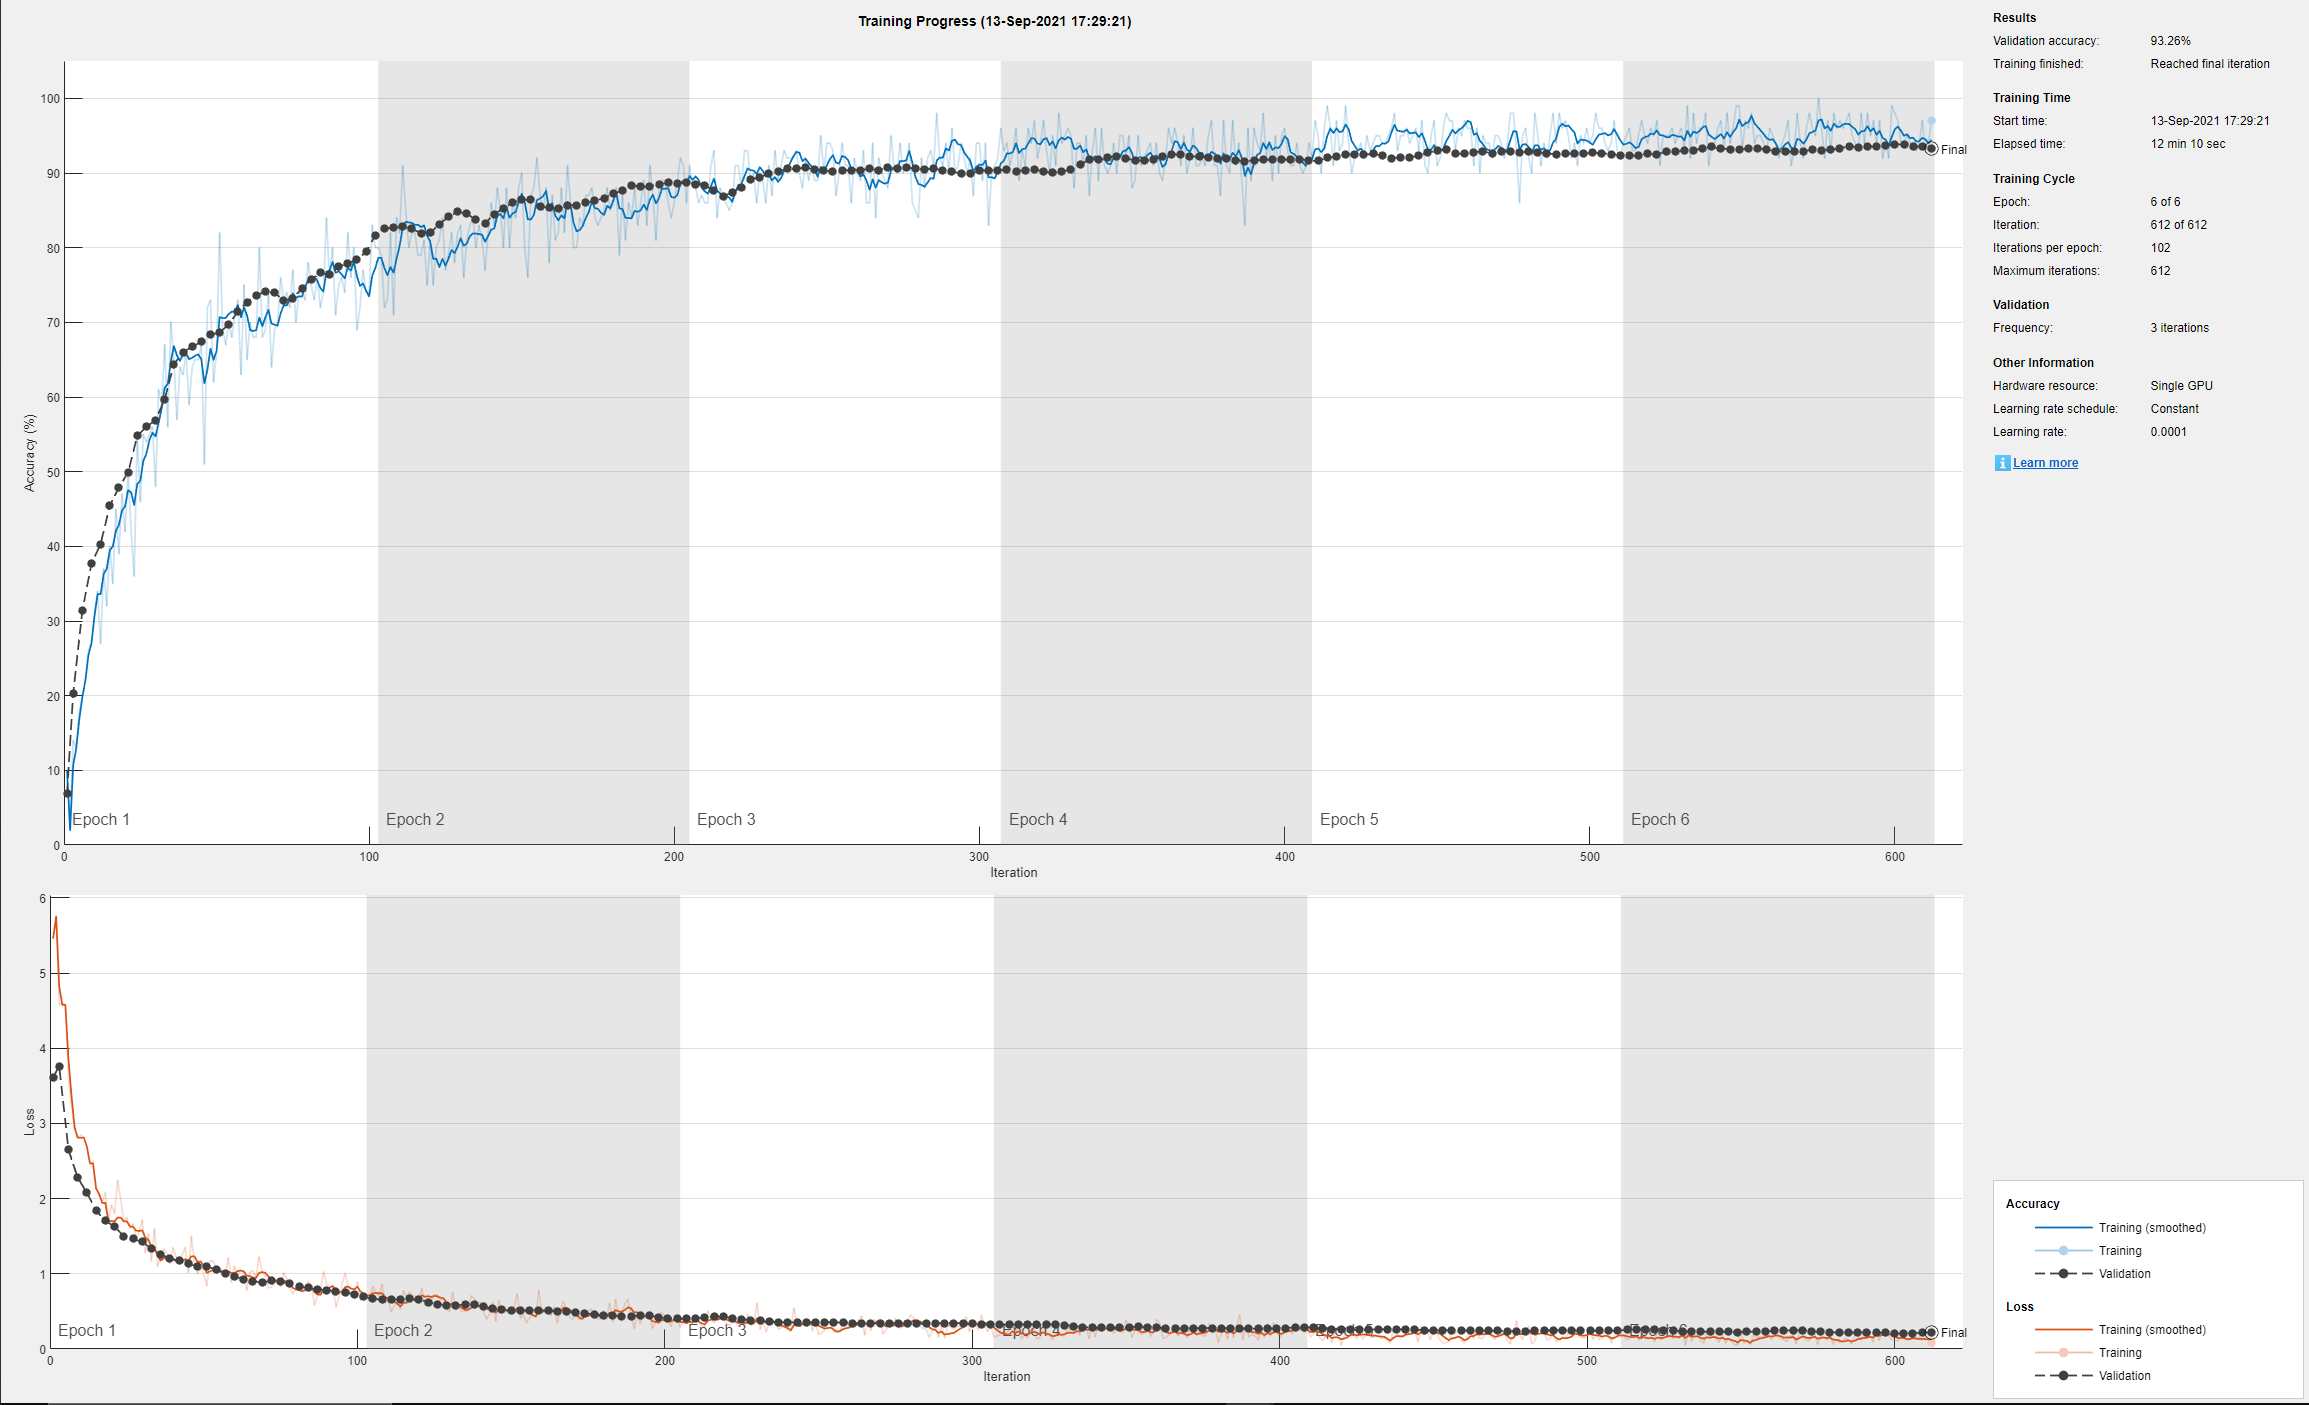 Training Progress (13-Sep-2021 17:29:21)
100
90
80
70
60
50
40
30
20
10
0
Accuracy (%)
Epoch 1
Epoch 2
Epoch 3
Epoch 4
Epoch 5
Epoch 6
Final
0
100
200
300
400
500
600
Iteration
6
5
4
3
2
1
0
Loss
Epoch 1
Epoch 2
Epoch 3
Epoch 4
Epoch 5
Epoch 6
Final
0
100
200
300
400
500
600
Iteration
Results
Validation accuracy: 93.26%
Training finished: Reached final iteration
Training Time
Start time: 13-Sep-2021 17:29:21
Elapsed time: 12 min 10 sec
Training Cycle
Epoch: 6 of 6
Iteration: 612 of 612
Iterations per epoch: 102
Maximum iterations: 612
Validation
Frequency: 3 iterations
Other Information
Hardware resource: Single GPU
Learning rate schedule: Constant
Learning rate: 0.0001
i Learn more
Accuracy
Training (smoothed)
Training
Validation
Loss
Training (smoothed)
Training
Validation